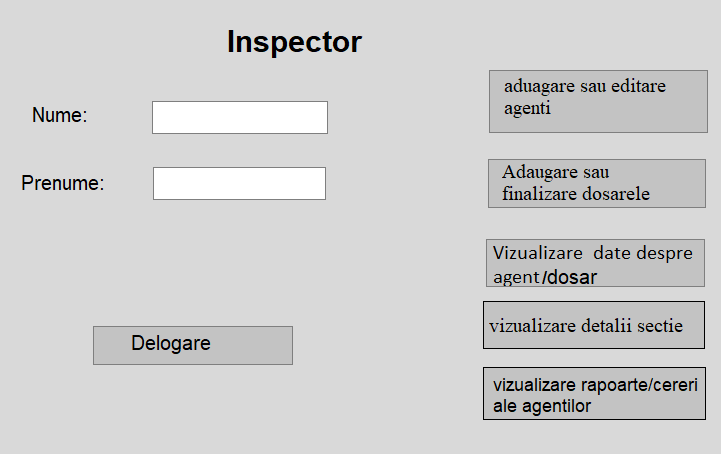 Inspector
Nume:
Prenume:
Delogare
aduagare sau editare
agenti
Adaugare sau
finalizare dosarele
Vizualizare date despre
agent/dosar
vizualizare detalii sectie
vizualizare rapoarte/cereri
ale agentilor